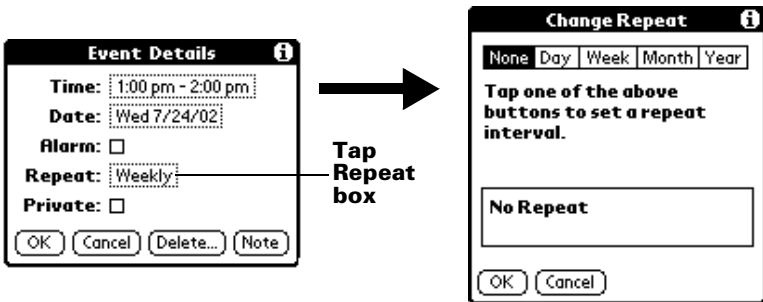 Event Details
Time: 1:00 pm - 2:00 pm
Date: Wed 7/24/02
Alarm:
Repeat: Weekly
Private:
OK Cancel Delete... Note
Tap
Repeat
box
Change Repeat
None Day Week Month Year
Tap one of the above
buttons to set a repeat
interval.
No Repeat
OK Cancel